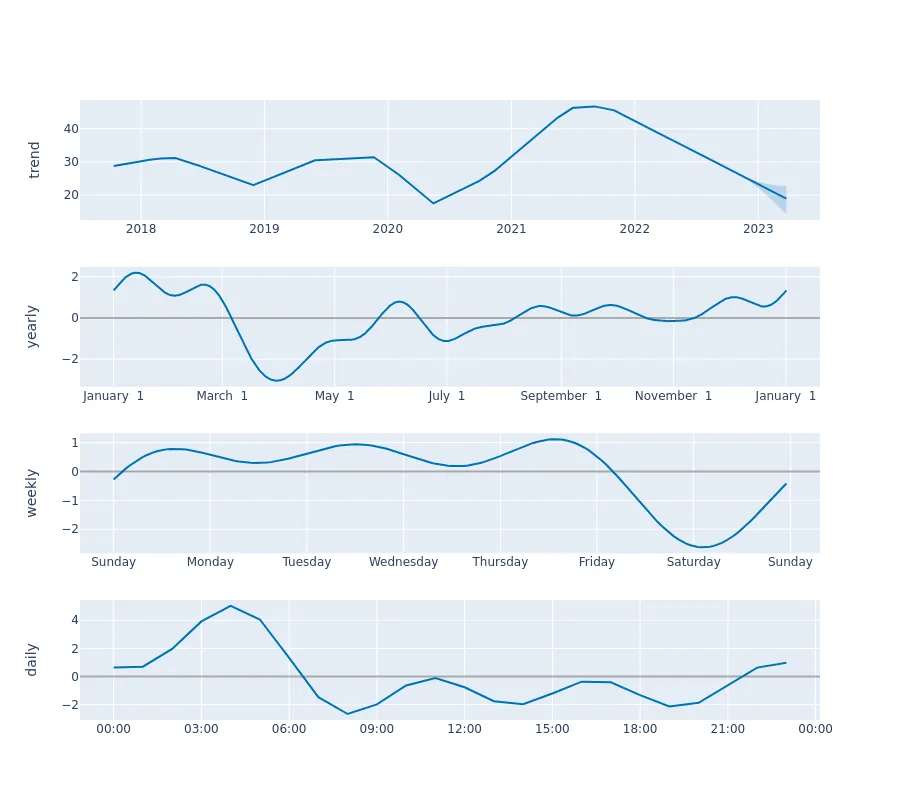 trend
40
30
20
2018 2019 2020 2021 2022 2023
yearly
2
0
−2
January 1 March 1 May 1 July 1 September 1 November 1 January 1
weekly
1
0
−1
−2
Sunday Monday Tuesday Wednesday Thursday Friday Saturday Sunday
daily
4
2
0
−2
00:00 03:00 06:00 09:00 12:00 15:00 18:00 21:00 00:00